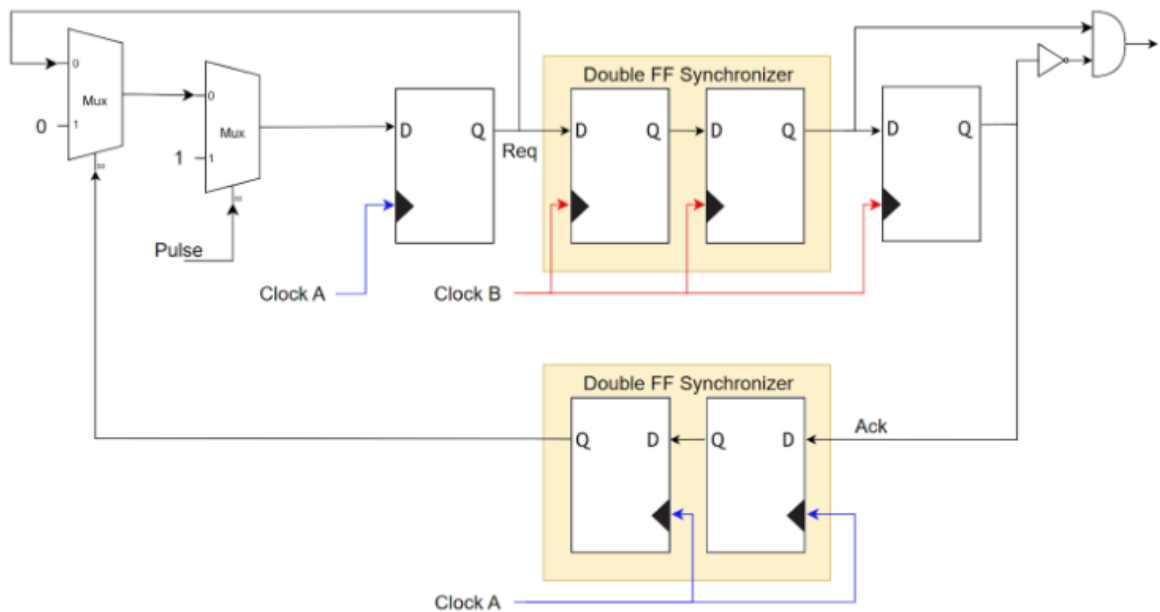 Double FF Synchronizer
0
Mux
0
1
0
Mux
1
1
D
Q
Req
D
Q
D
Q
D
Q
Pulse
Clock A
Clock B
Double FF Synchronizer
Q
D
Q
D
Ack
Clock A